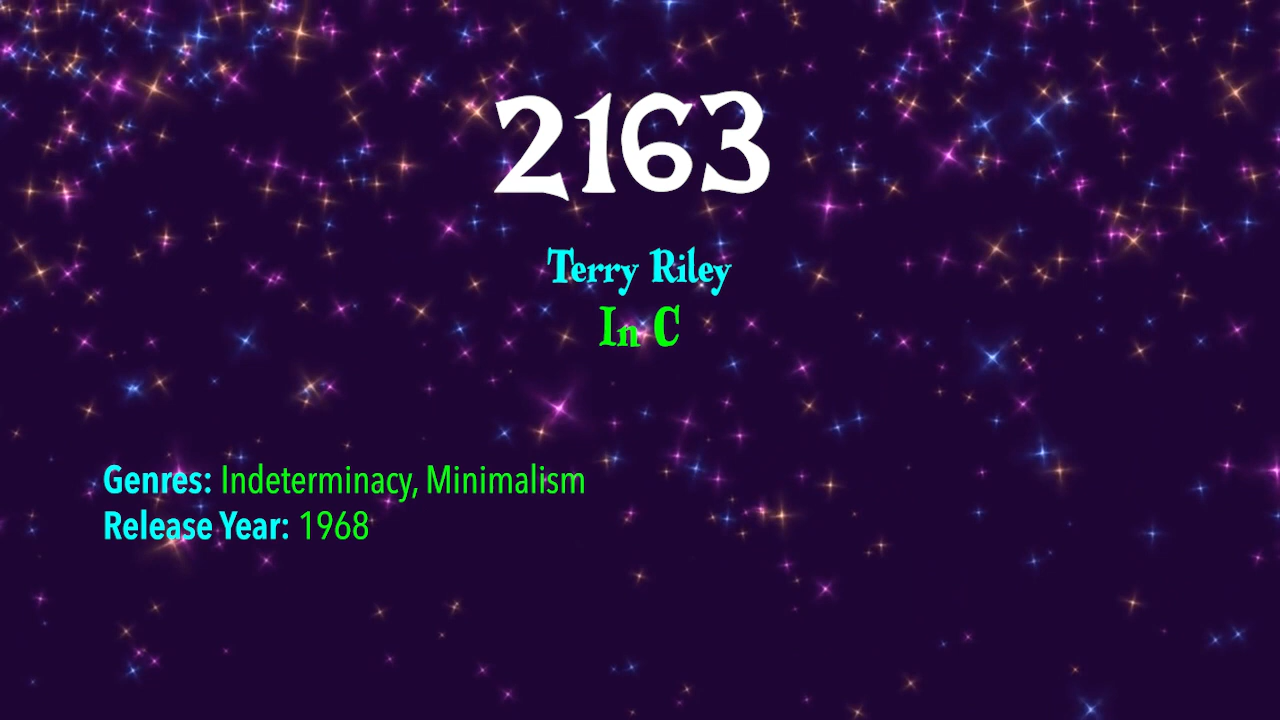 2163
Terry Riley
In C
Genres: Indeterminacy, Minimalism
Release Year: 1968